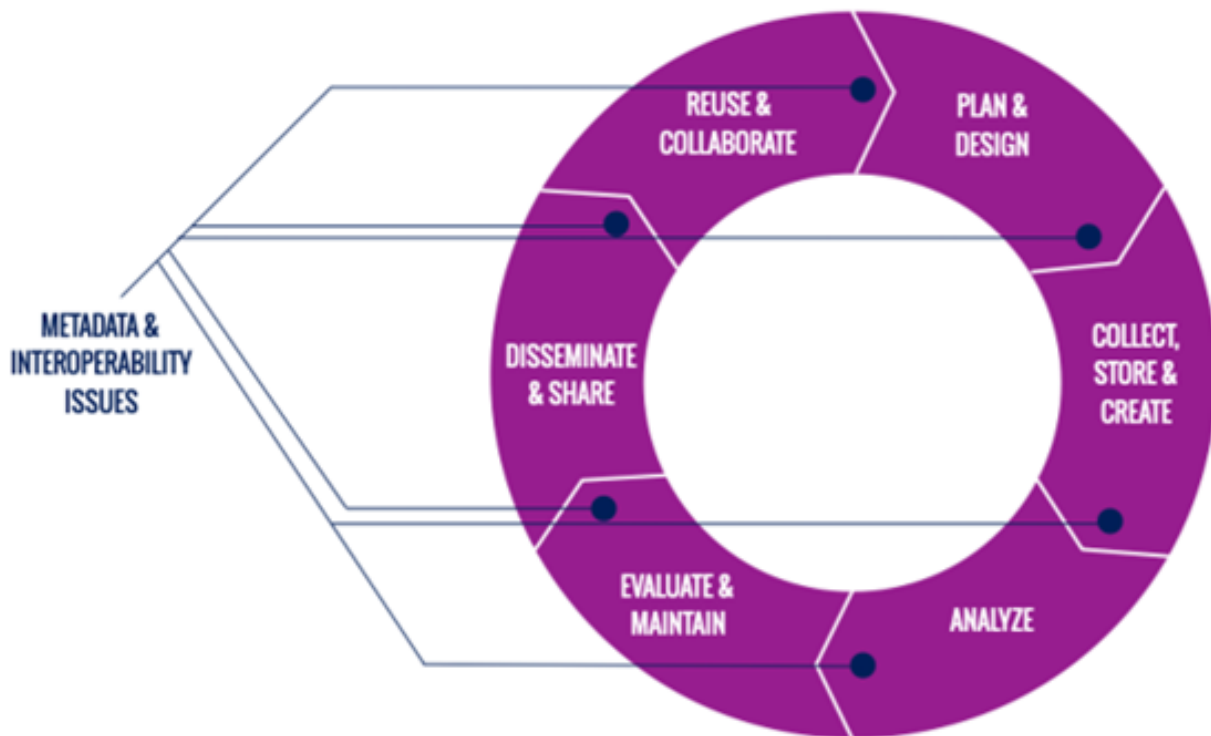 REUSE &
COLLABORATE
PLAN &
DESIGN
METADATA &
INTEROPERABILITY
ISSUES
DISSEMINATE
& SHARE
COLLECT,
STORE &
CREATE
EVALUATE &
MAINTAIN
ANALYZE